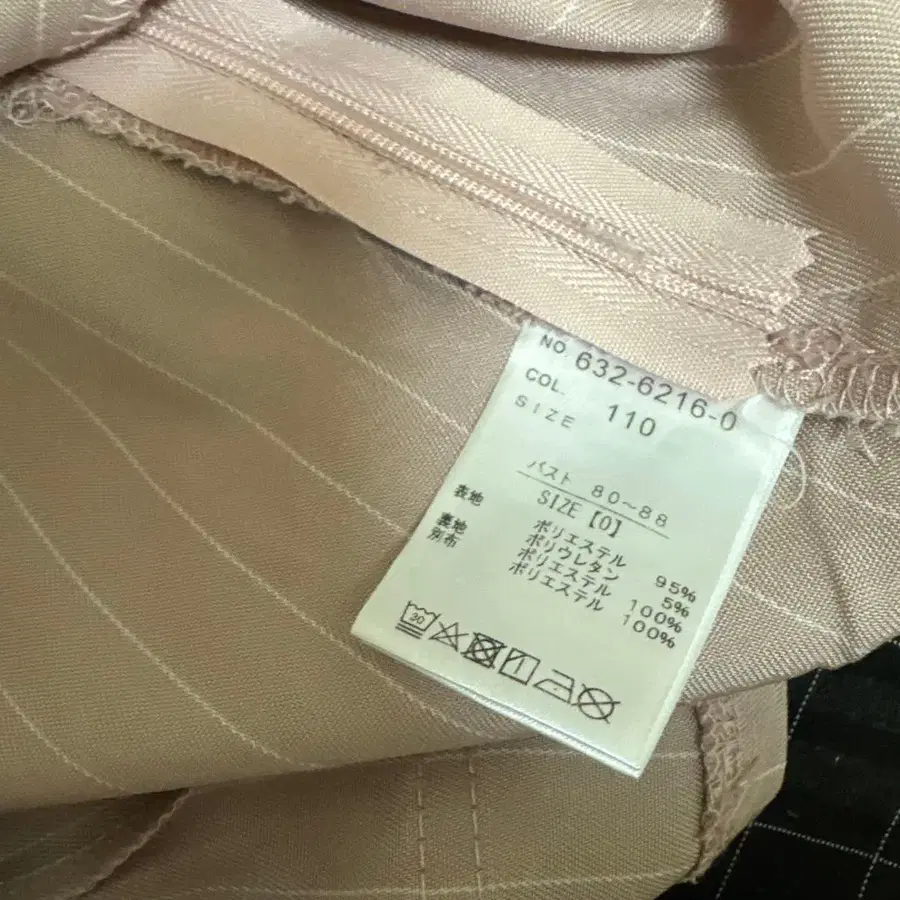 NO. 632-6216-0
COL. 110
SIZE
バスト 80～88
SIZE【0】
表地 ポリエステル 95%
ポリウレタン 5%
裏地 ポリエステル 100%
別布 ポリエステル 100%
30